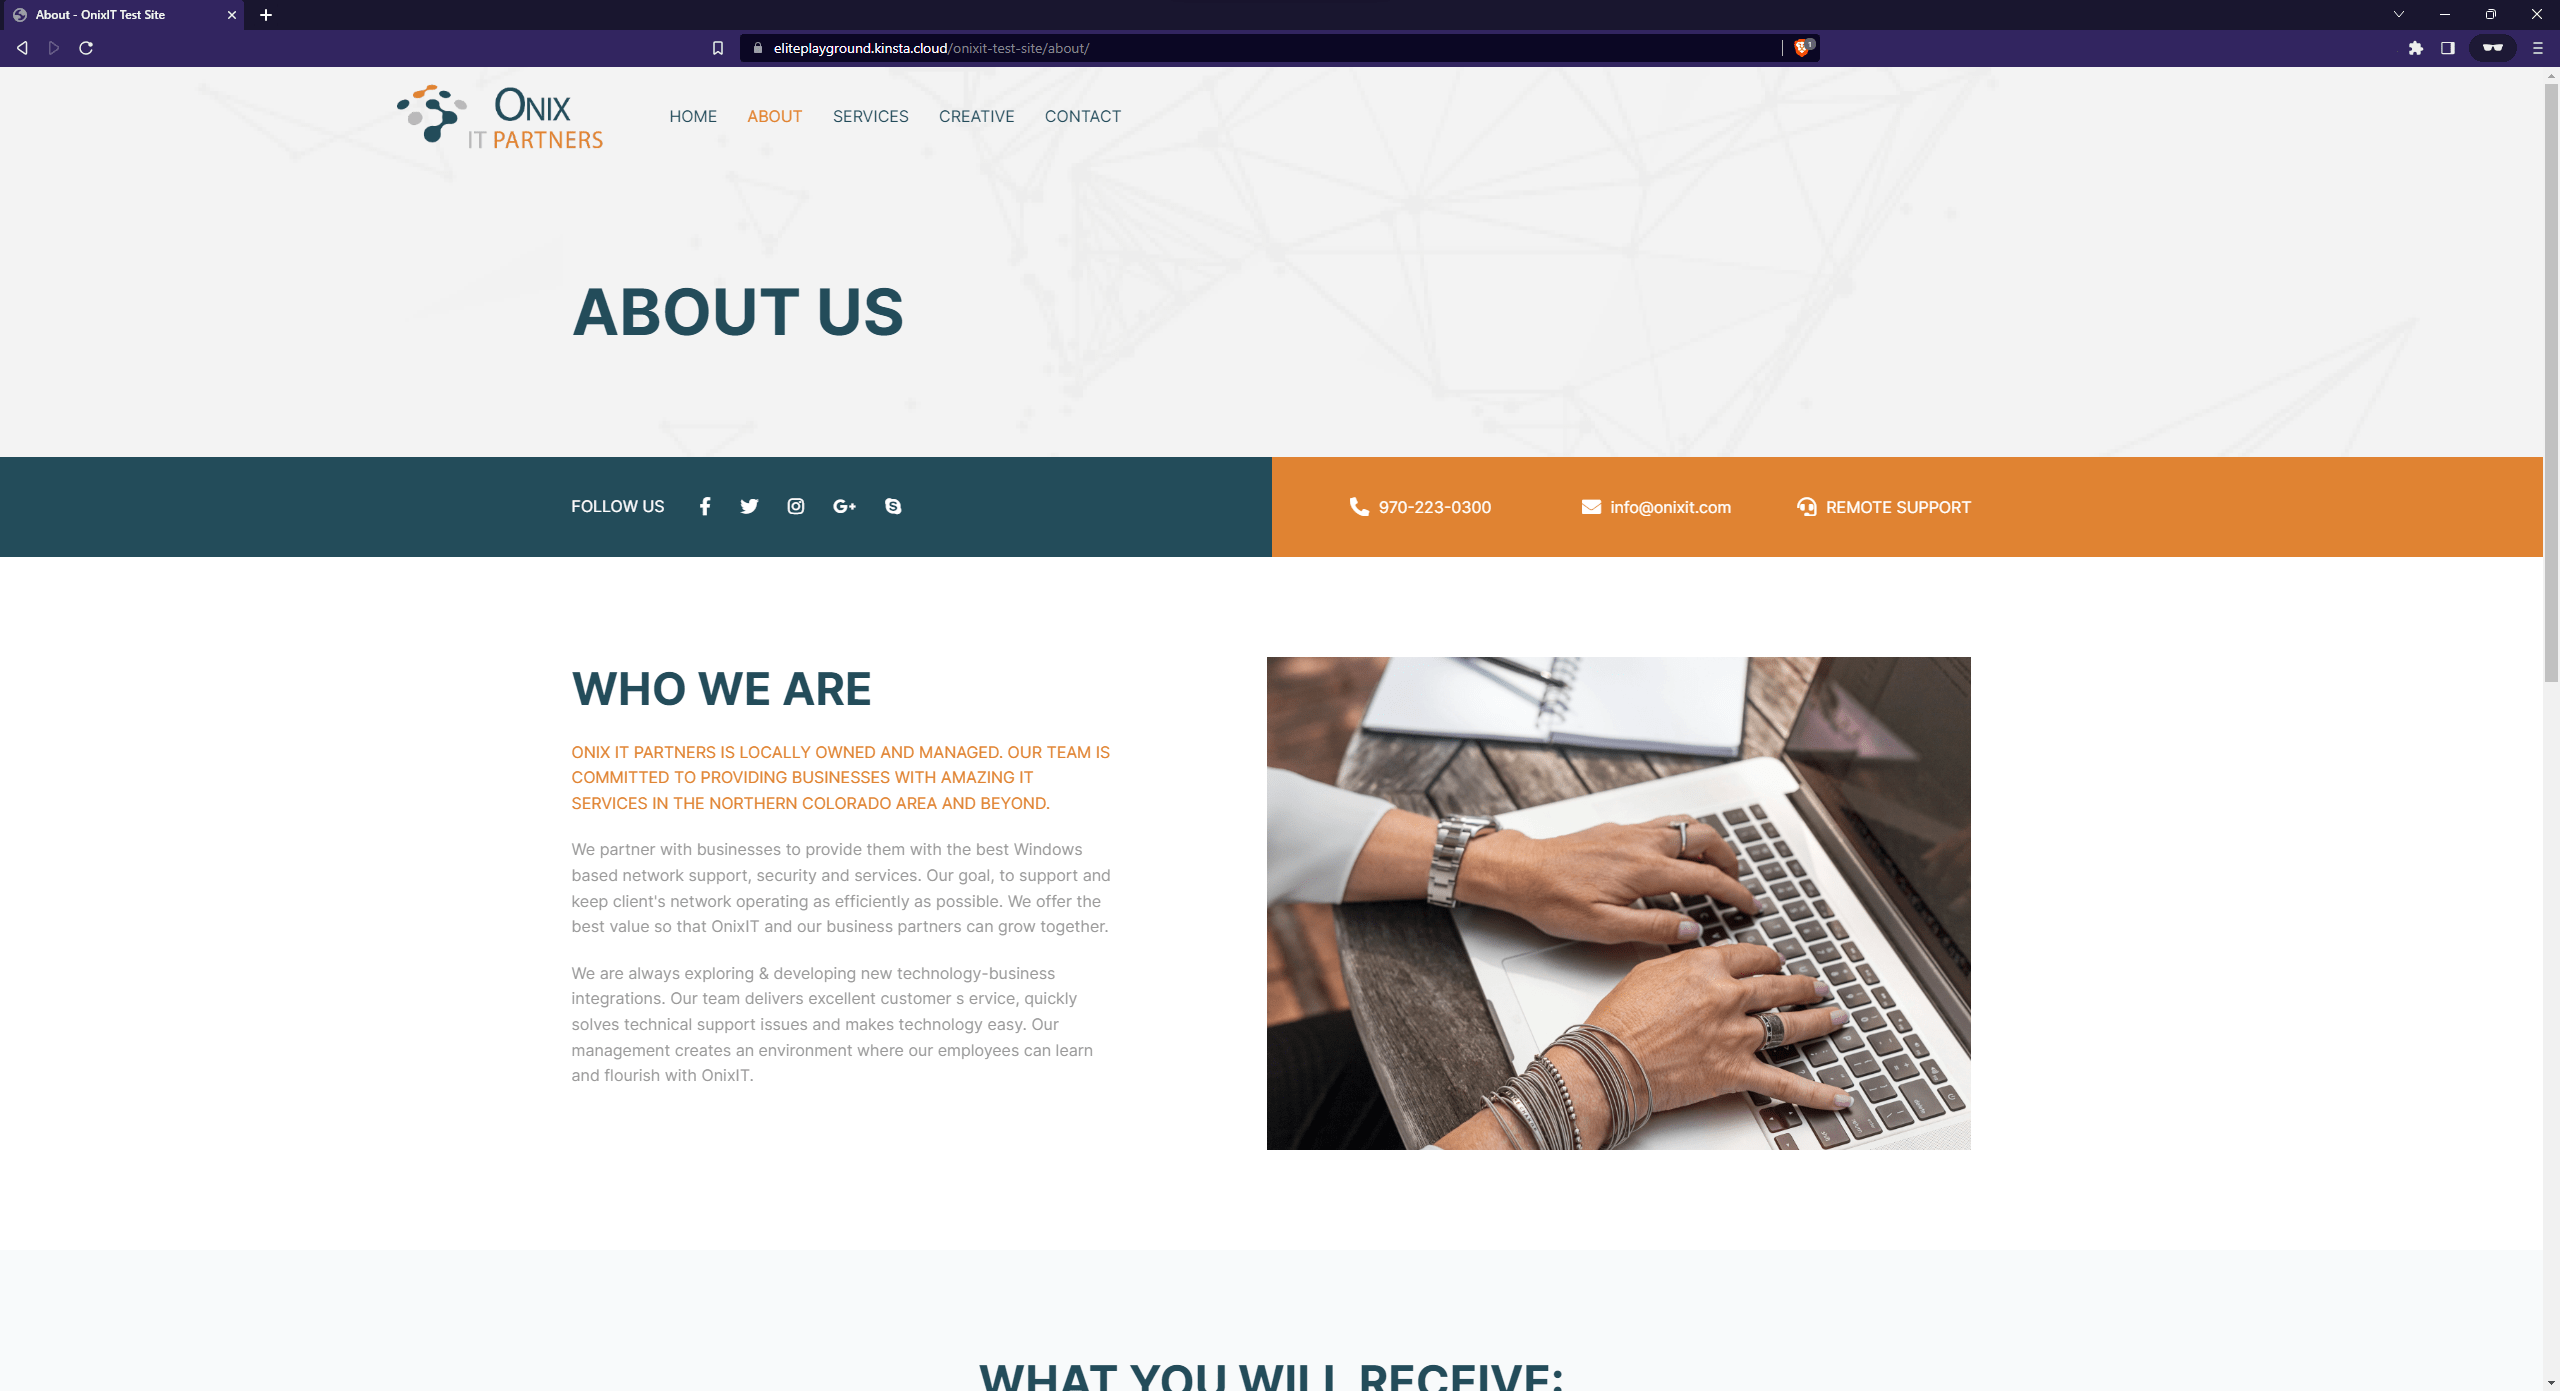 About - OnixIT Test Site
eliteplayground.kinsta.cloud/onixit-test-site/about/
1
ONIX
IT PARTNERS
HOME ABOUT SERVICES CREATIVE CONTACT
ABOUT US
FOLLOW US
970-223-0300 info@onixit.com REMOTE SUPPORT
WHO WE ARE
ONIX IT PARTNERS IS LOCALLY OWNED AND MANAGED. OUR TEAM IS
COMMITTED TO PROVIDING BUSINESSES WITH AMAZING IT
SERVICES IN THE NORTHERN COLORADO AREA AND BEYOND.
We partner with businesses to provide them with the best Windows
based network support, security and services. Our goal, to support and
keep client's network operating as efficiently as possible. We offer the
best value so that OnixIT and our business partners can grow together.
We are always exploring & developing new technology-business
integrations. Our team delivers excellent customer s ervice, quickly
solves technical support issues and makes technology easy. Our
management creates an environment where our employees can learn
and flourish with OnixIT.
WHAT YOU WILL RECEIVE: